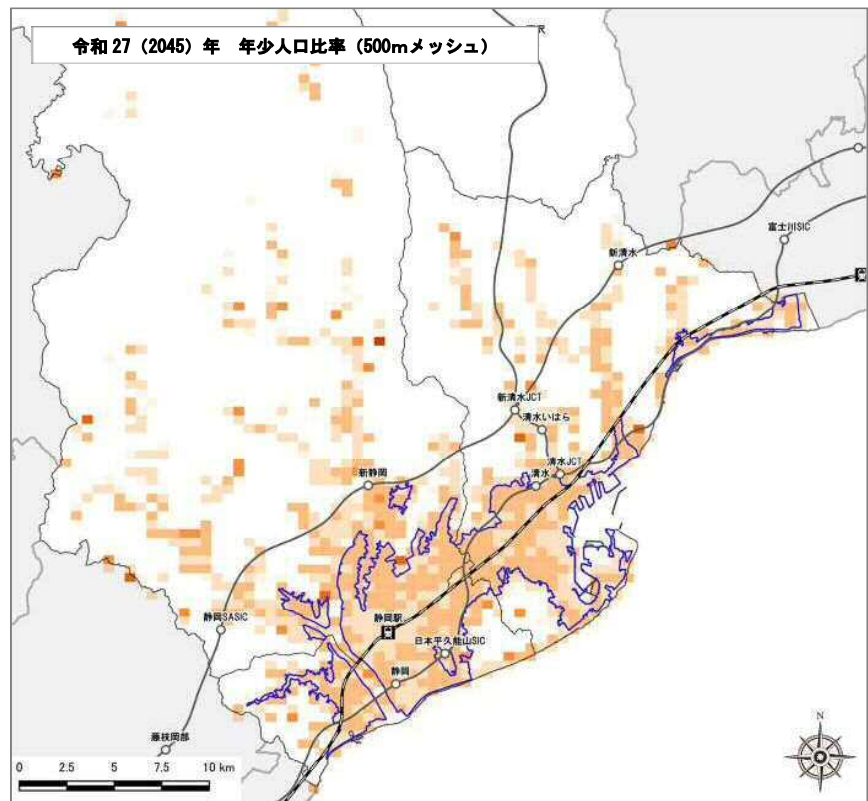 令和27（2045）年　年少人口比率（500mメッシュ）
富士川SIC
新清水
新清水JCT
清水いはら
清水JCT
清水
新静岡
静岡駅
静岡SASIC
日本平久能山SIC
静岡
藤枝岡部
N
0 2.5 5 7.5 10 km